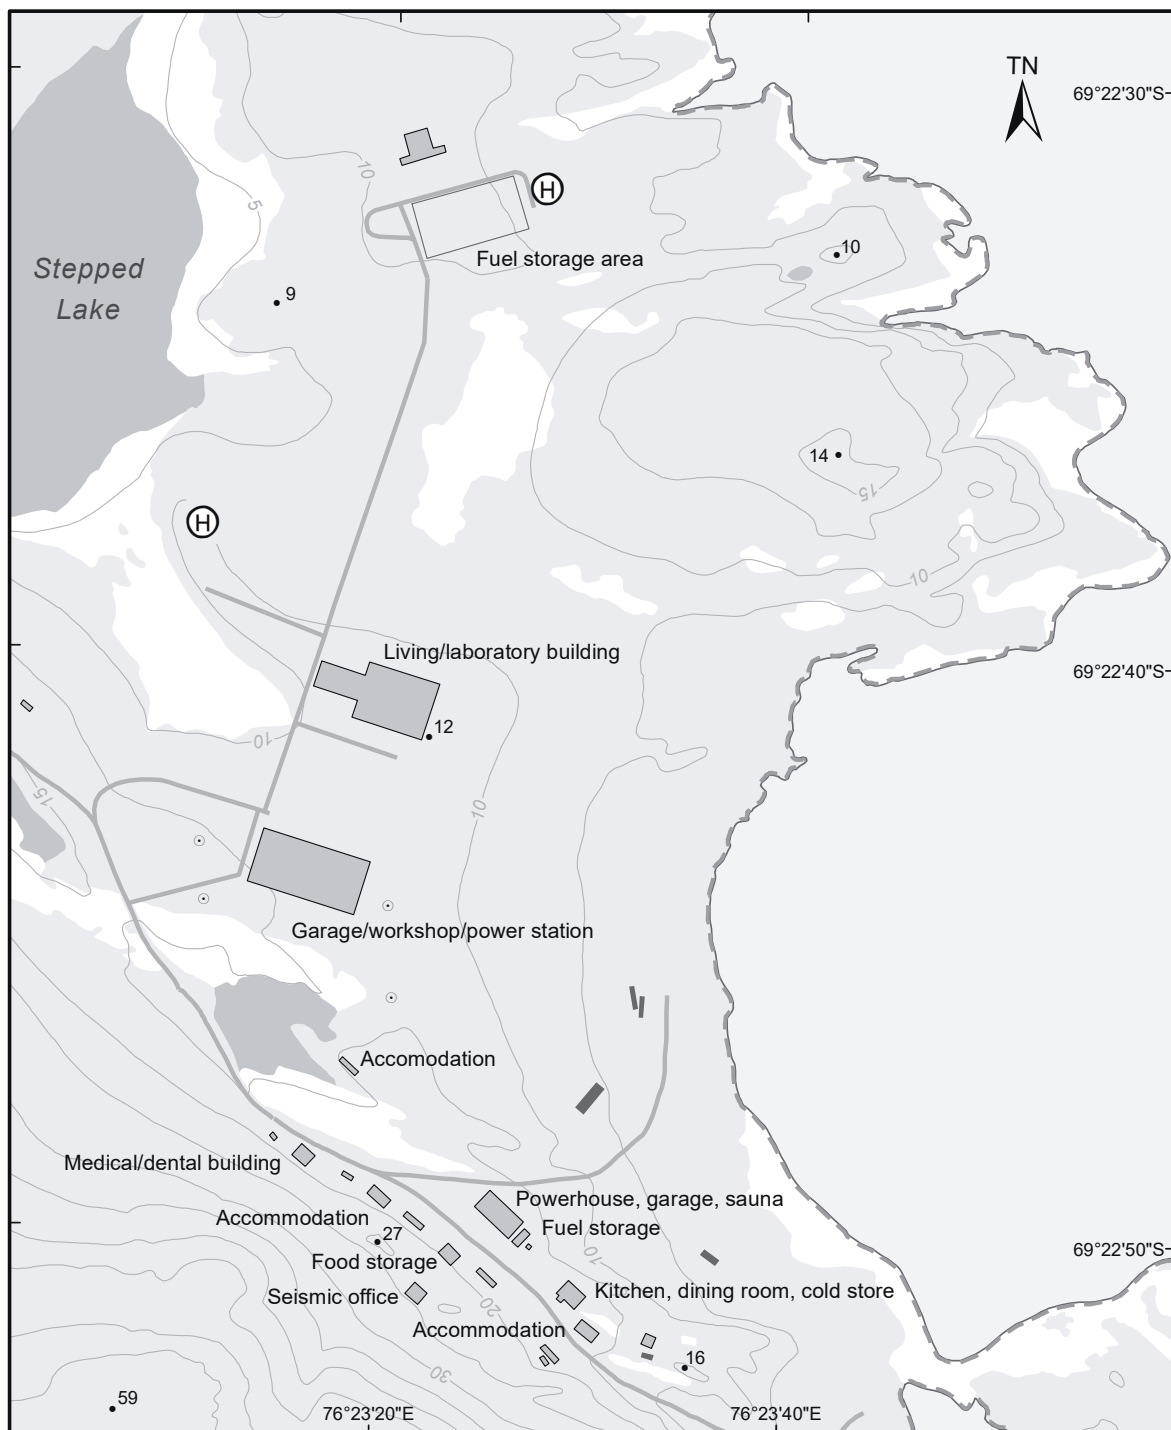 TN
69°22'30"S
10
H
5
Fuel storage area
10
Stepped
Lake
9
14
15
H
10
Living/laboratory building
69°22'40"S
12
10
10
15
Garage/workshop/power station
Accomodation
Medical/dental building
Powerhouse, garage, sauna
Accommodation
Fuel storage
27
69°22'50"S
Food storage
10
Seismic office
Kitchen, dining room, cold store
20
Accommodation
16
30
59
76°23'20"E
76°23'40"E